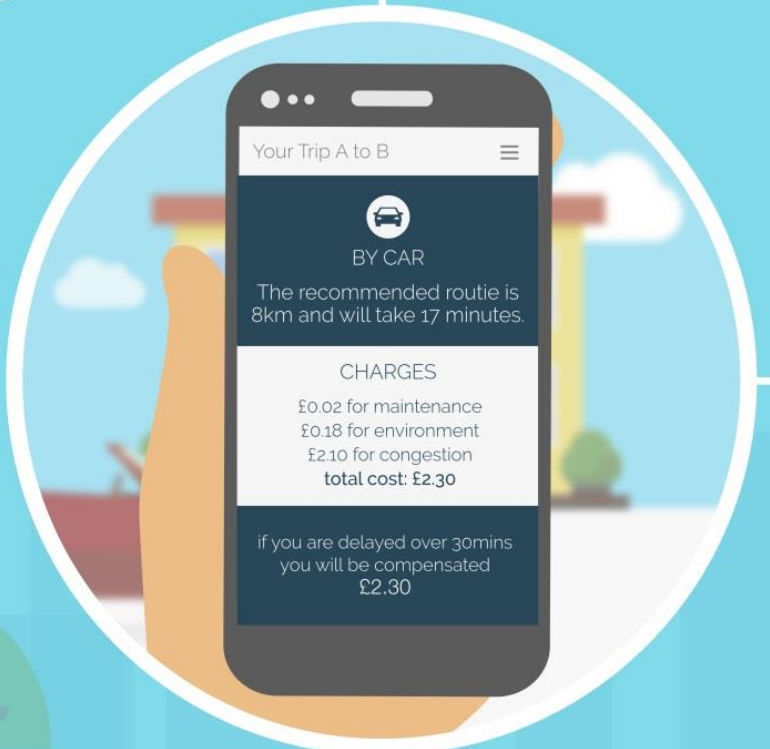 Your Trip A to B
BY CAR
The recommended routie is
8km and will take 17 minutes.
CHARGES
£0.02 for maintenance
£0.18 for environment
£2.10 for congestion
total cost: £2.30
if you are delayed over 30mins
you will be compensated
£2.30